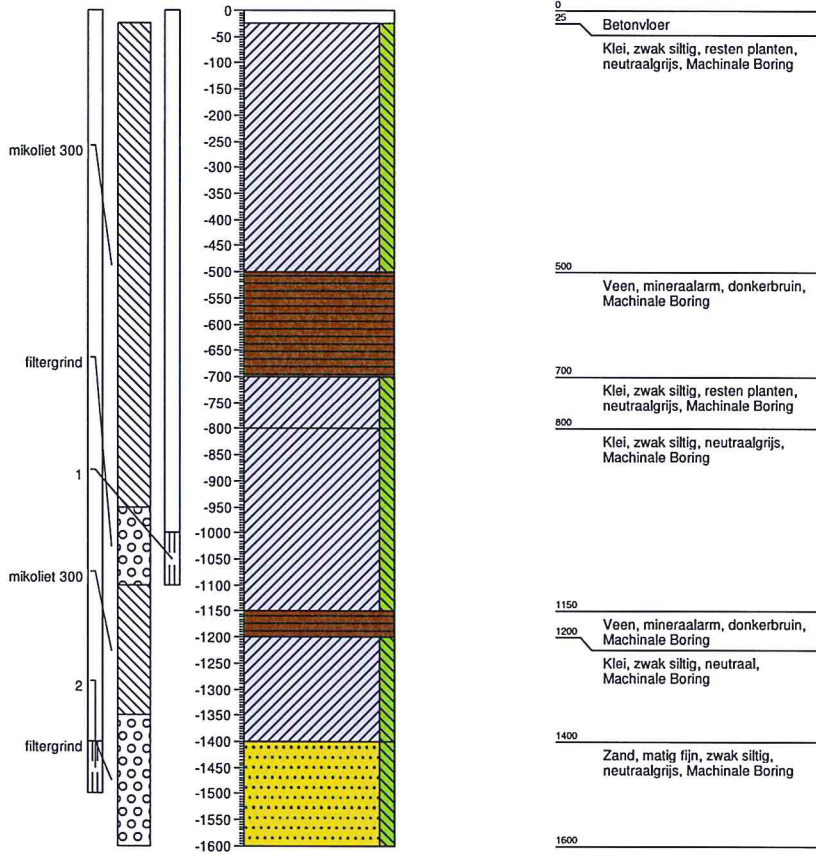 mikoliet 300
filtergrind
1
mikoliet 300
2
filtergrind
0
-50
-100
-150
-200
-250
-300
-350
-400
-450
-500
-550
-600
-650
-700
-750
-800
-850
-900
-950
-1000
-1050
-1100
-1150
-1200
-1250
-1300
-1350
-1400
-1450
-1500
-1550
-1600
0
25
Betonvloer
Klei, zwak siltig, resten planten,
neutraalgrijs, Machinale Boring
500
Veen, mineraalarm, donkerbruin,
Machinale Boring
700
Klei, zwak siltig, resten planten,
neutraalgrijs, Machinale Boring
800
Klei, zwak siltig, neutraalgrijs,
Machinale Boring
1150
Veen, mineraalarm, donkerbruin,
Machinale Boring
1200
Klei, zwak siltig, neutraal,
Machinale Boring
1400
Zand, matig fijn, zwak siltig,
neutraalgrijs, Machinale Boring
1600